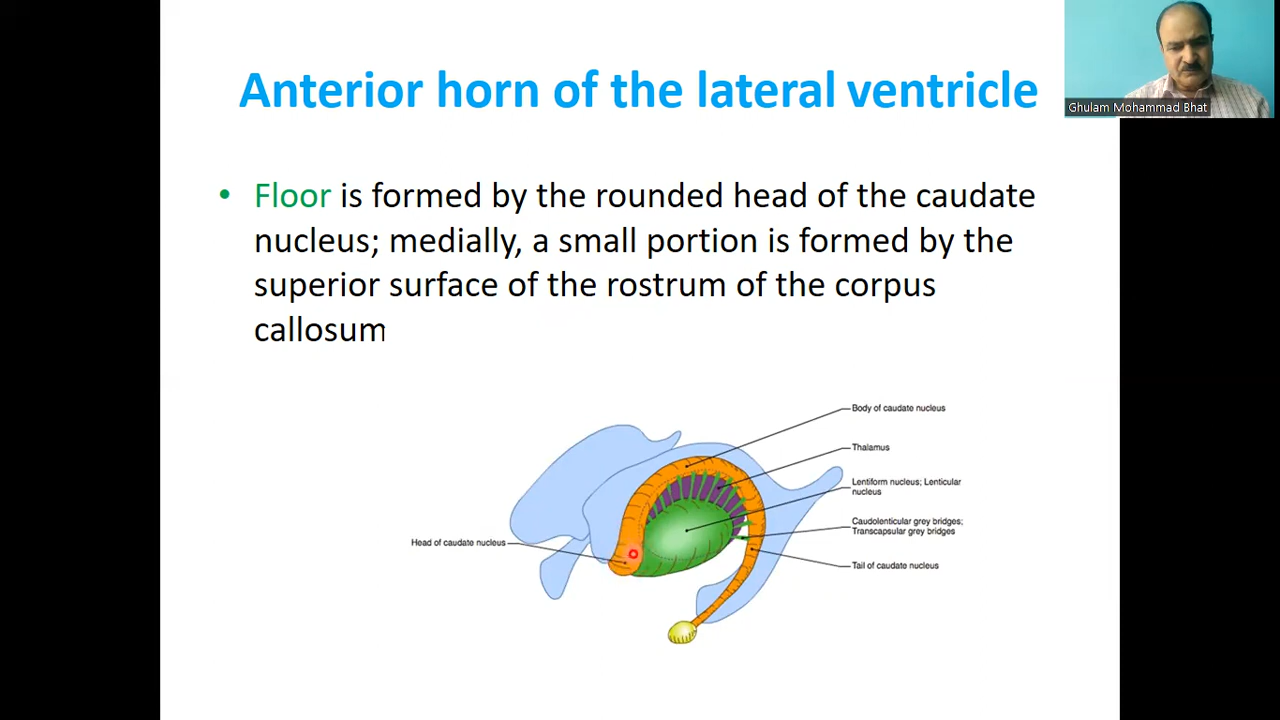 Anterior horn of the lateral ventricle
Ghulam Mohammad Bhat
• Floor is formed by the rounded head of the caudate
nucleus; medially, a small portion is formed by the
superior surface of the rostrum of the corpus
callosum
Body of caudate nucleus
Thalamus
Lentiform nucleus; Lenticular
nucleus
Caudolenticular grey bridges;
Transcapsular grey bridges
Head of caudate nucleus
Tail of caudate nucleus